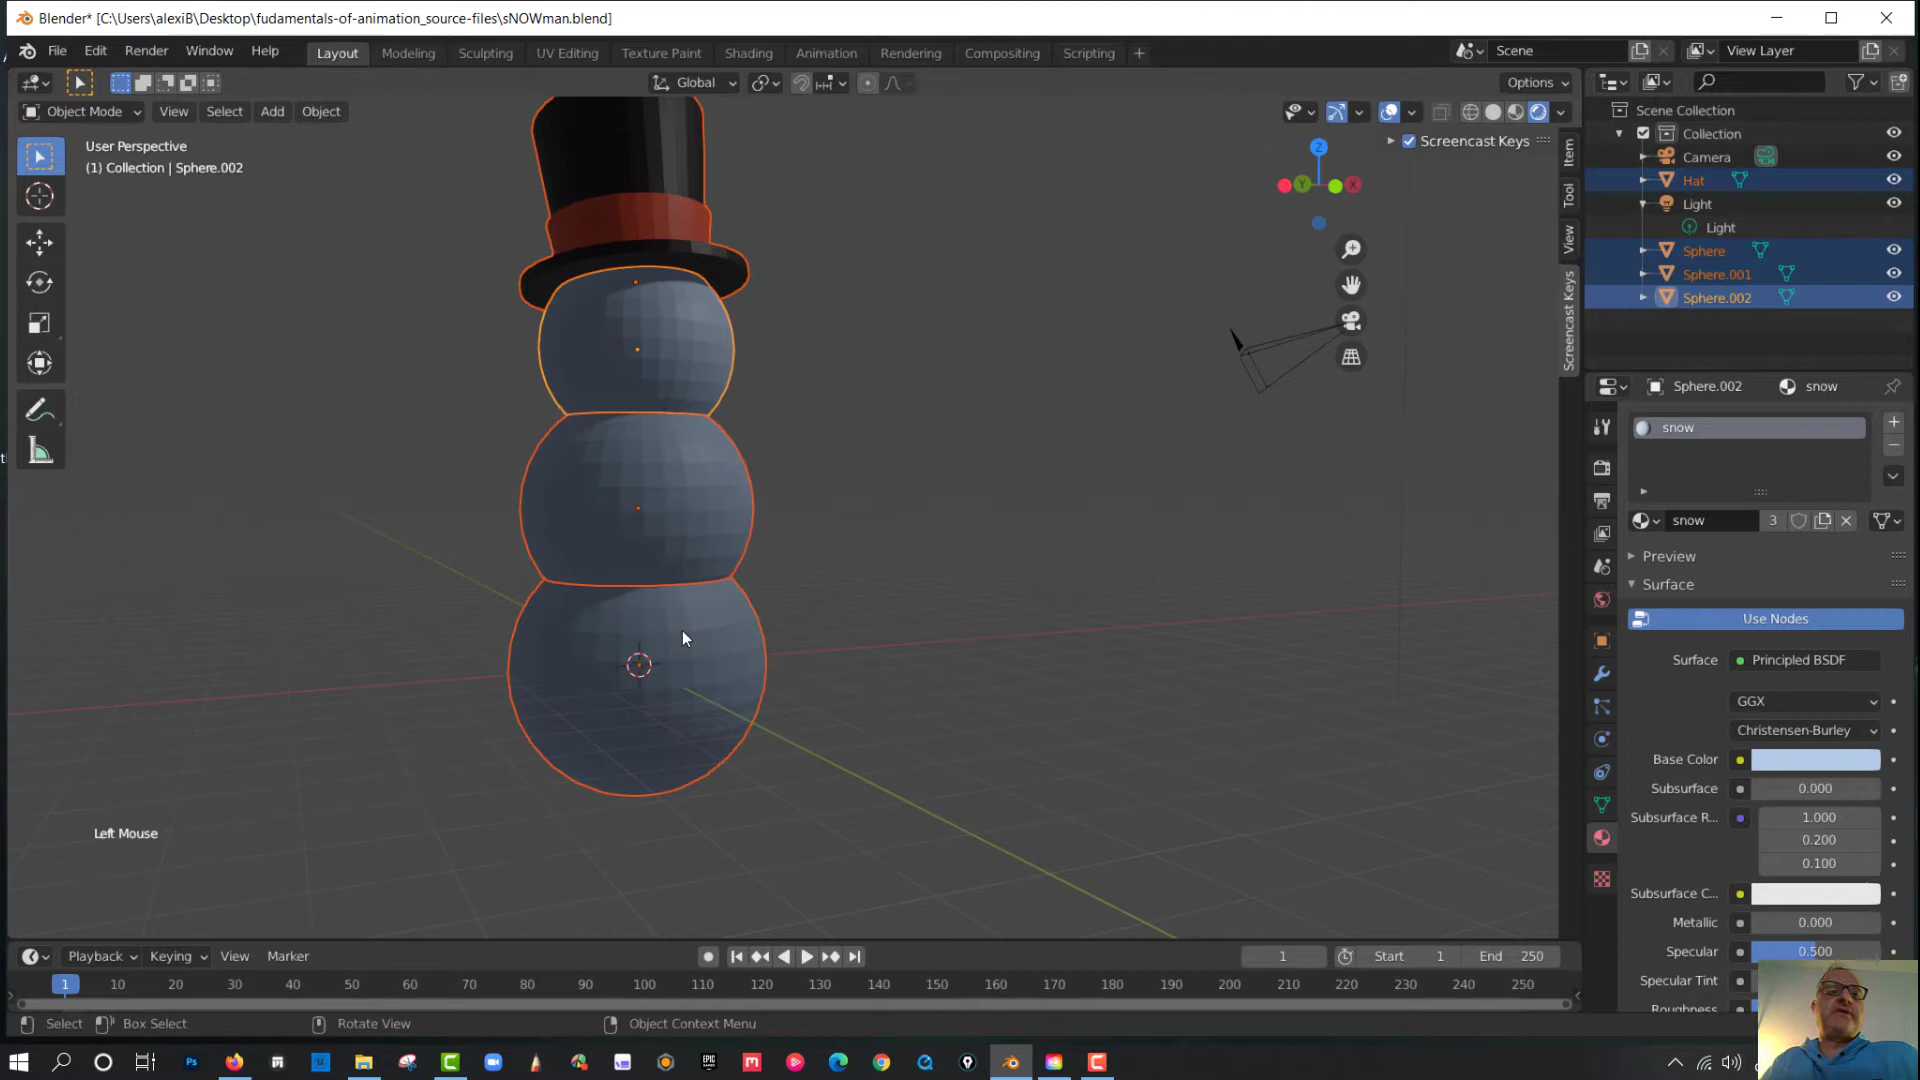 Blender* [C:\Users\alexiB\Desktop\fudamentals-of-animation_source-files\sNOWman.blend]
File Edit Render Window Help Layout Modeling Sculpting UV Editing Texture Paint Shading Animation Rendering Compositing Scripting + Scene View Layer
Global Options
Object Mode View Select Add Object
User Perspective
(1) Collection | Sphere.002
Screencast Keys
Z
Y
X
Item
Tool
View
Screencast Keys
Left Mouse
Scene Collection
Collection
Camera
Hat
Light
Light
Sphere
Sphere.001
Sphere.002
Sphere.002 snow
snow
snow 3
Preview
Surface
Use Nodes
Surface Principled BSDF
GGX
Christensen-Burley
Base Color
Subsurface 0.000
Subsurface R... 1.000
0.200
0.100
Subsurface C...
Metallic 0.000
Specular 0.500
Specular Tint
Roughness
Playback Keying View Marker 1 Start 1 End 250
1 10 20 30 40 50 60 70 80 90 100 110 120 130 140 150 160 170 180 190 200 210 220 230 240 250
Select Box Select Rotate View Object Context Menu
Ps
EPIC